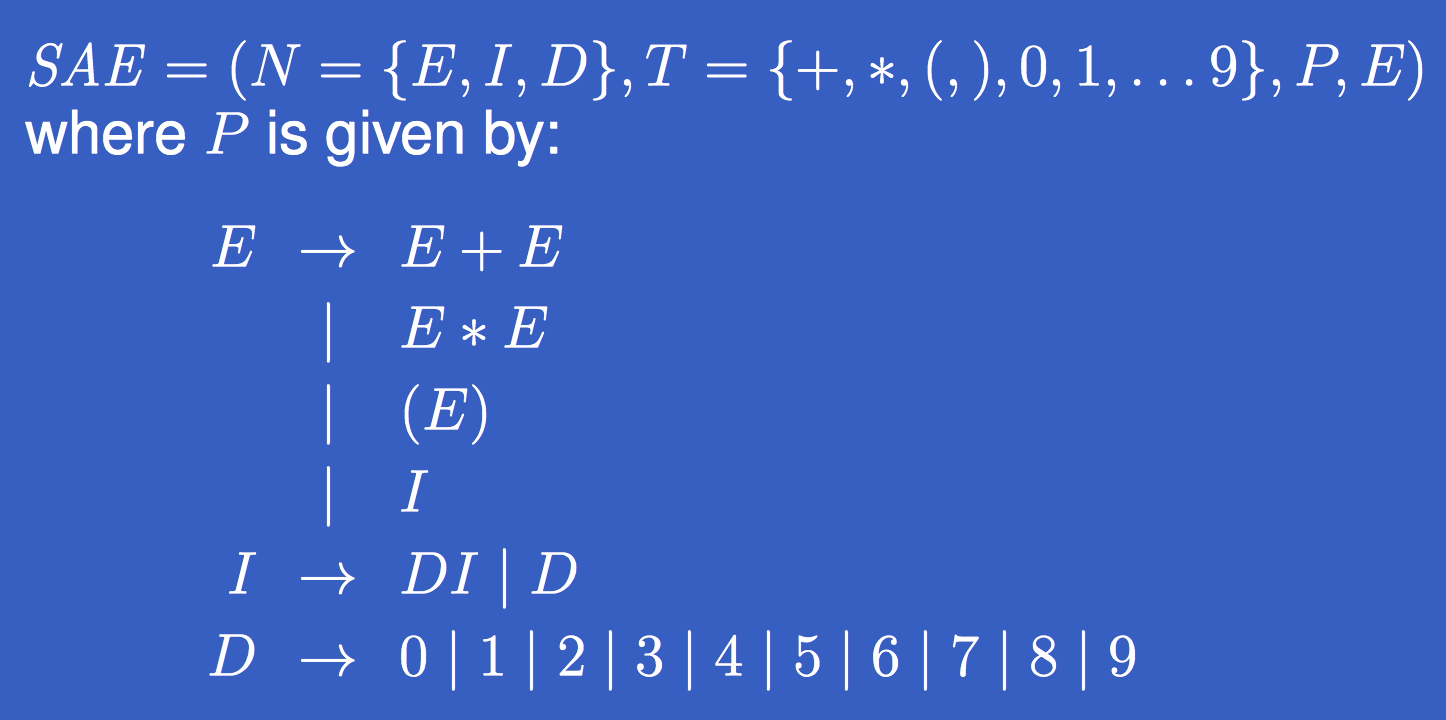 SAE = (N = {E, I, D}, T = {+, *, (, ), 0, 1, ... 9}, P, E)
where P is given by:
E → E + E
| E * E
| (E)
| I
I → DI | D
D → 0 | 1 | 2 | 3 | 4 | 5 | 6 | 7 | 8 | 9